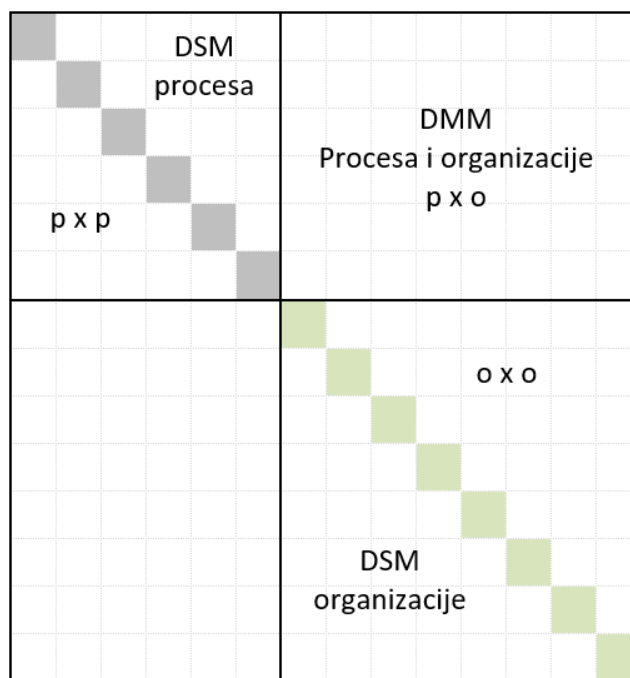 DSM
procesa
p x p
DMM
Procesa i organizacije
p x o
o x o
DSM
organizacije